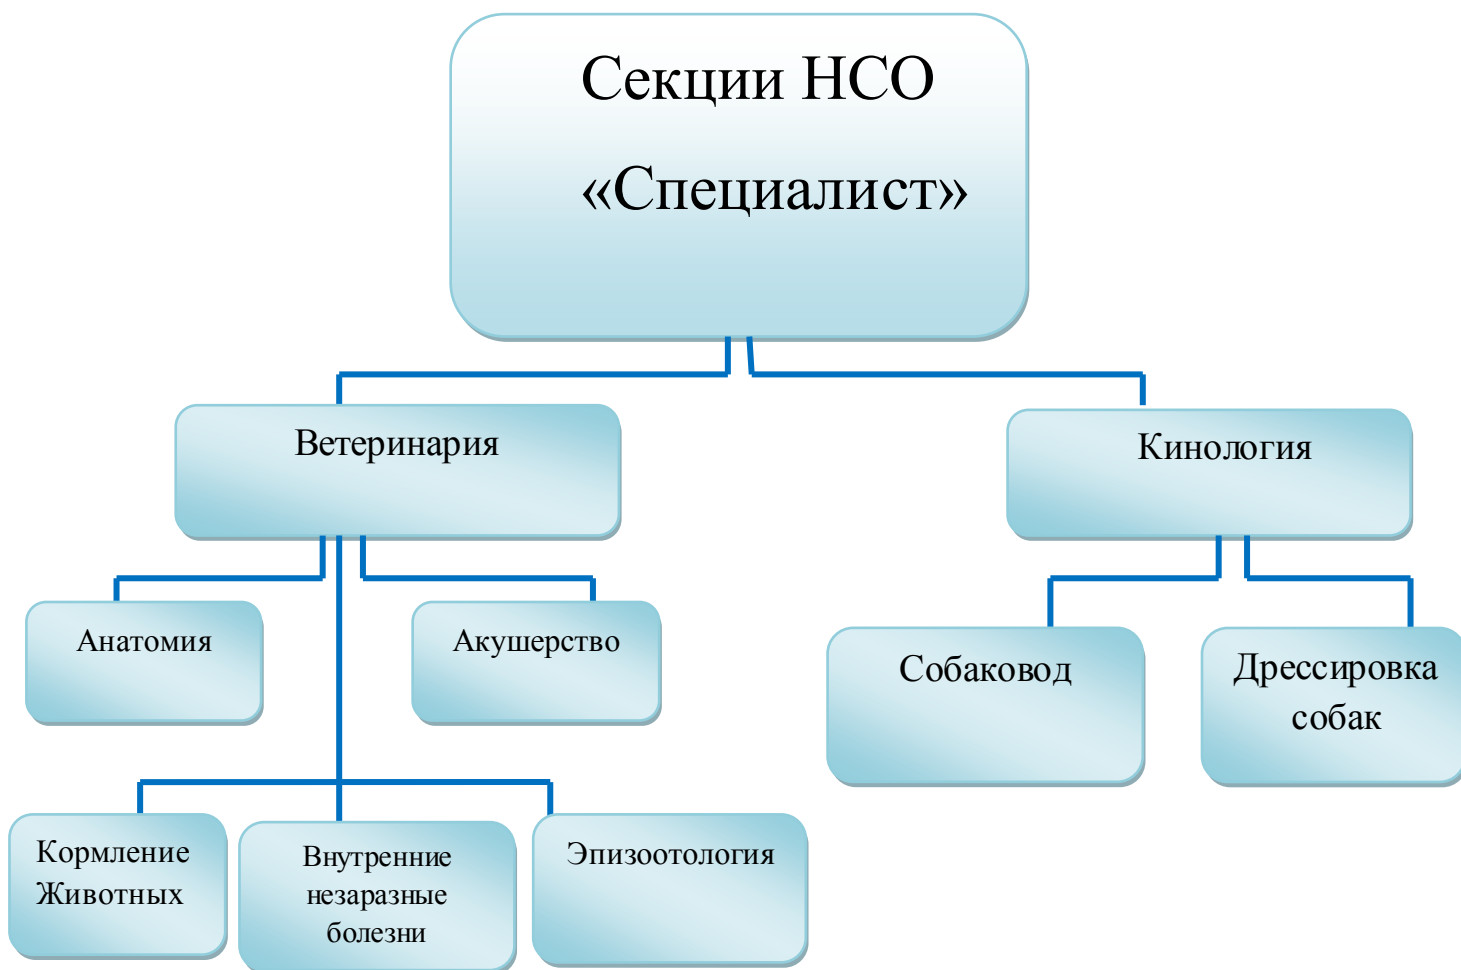 Секции НСО
«Специалист»
Ветеринария
Кинология
Анатомия
Акушерство
Собаковод
Дрессировка
собак
Кормление
Животных
Внутренние
незаразные
болезни
Эпизоотология